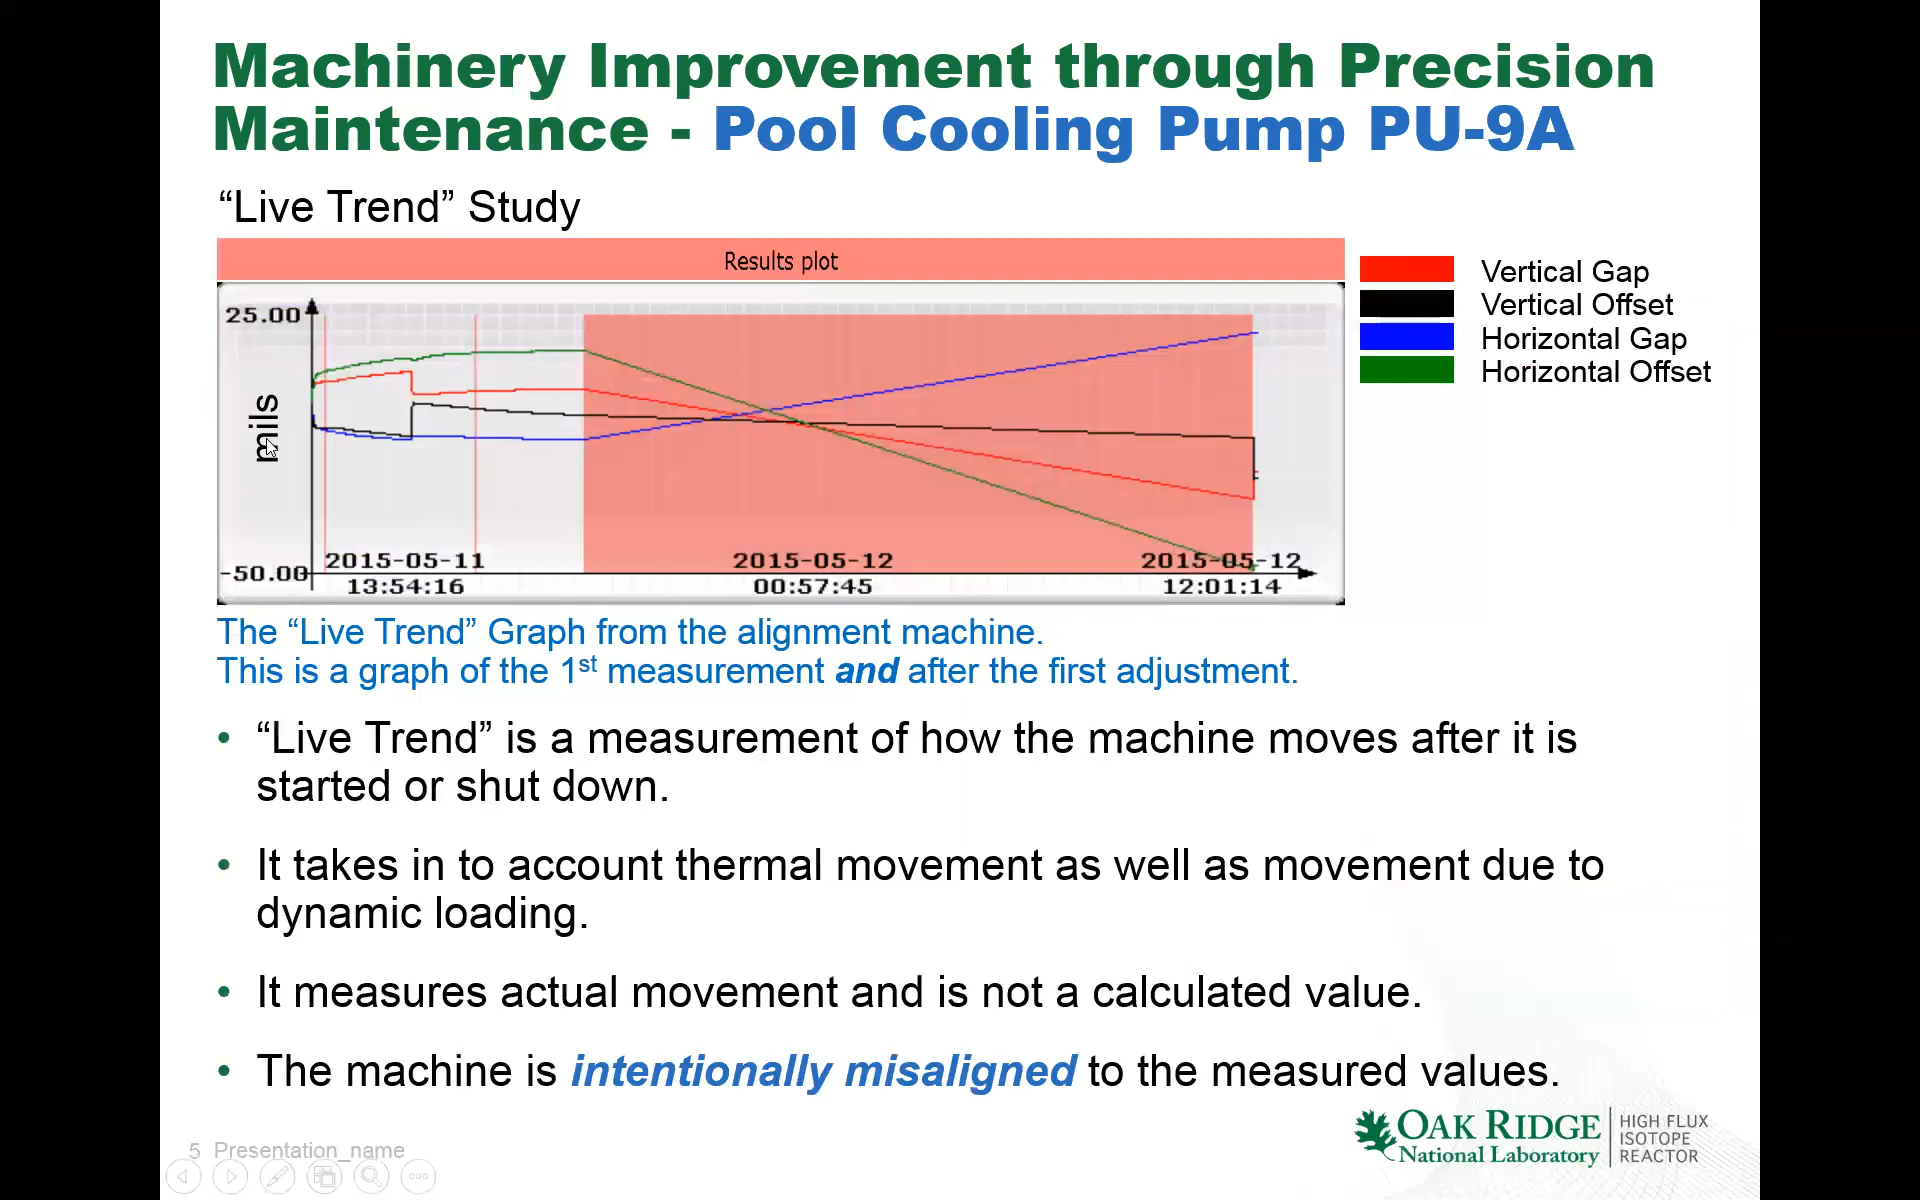 Machinery Improvement through Precision
Maintenance - Pool Cooling Pump PU-9A
“Live Trend” Study
Results plot
25.00
mils
-50.00
2015-05-11
13:54:16
2015-05-12
00:57:45
2015-05-12
12:01:14
Vertical Gap
Vertical Offset
Horizontal Gap
Horizontal Offset
The “Live Trend” Graph from the alignment machine.
This is a graph of the 1st measurement and after the first adjustment.
• “Live Trend” is a measurement of how the machine moves after it is
started or shut down.
• It takes in to account thermal movement as well as movement due to
dynamic loading.
• It measures actual movement and is not a calculated value.
• The machine is intentionally misaligned to the measured values.
5 Presentation_name
OAK RIDGE
National Laboratory
HIGH FLUX
ISOTOPE
REACTOR